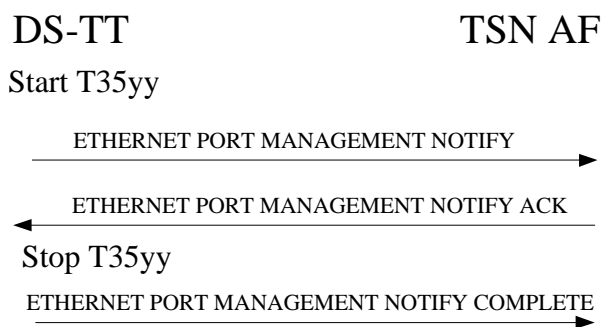 DS-TT TSN AF
Start T35yy
ETHERNET PORT MANAGEMENT NOTIFY
ETHERNET PORT MANAGEMENT NOTIFY ACK
Stop T35yy
ETHERNET PORT MANAGEMENT NOTIFY COMPLETE